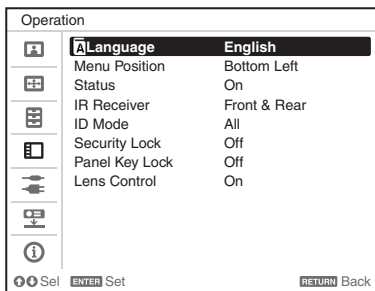 Operation
A Language English
Menu Position Bottom Left
Status On
IR Receiver Front & Rear
ID Mode All
Security Lock Off
Panel Key Lock Off
Lens Control On
Sel ENTER Set RETURN Back